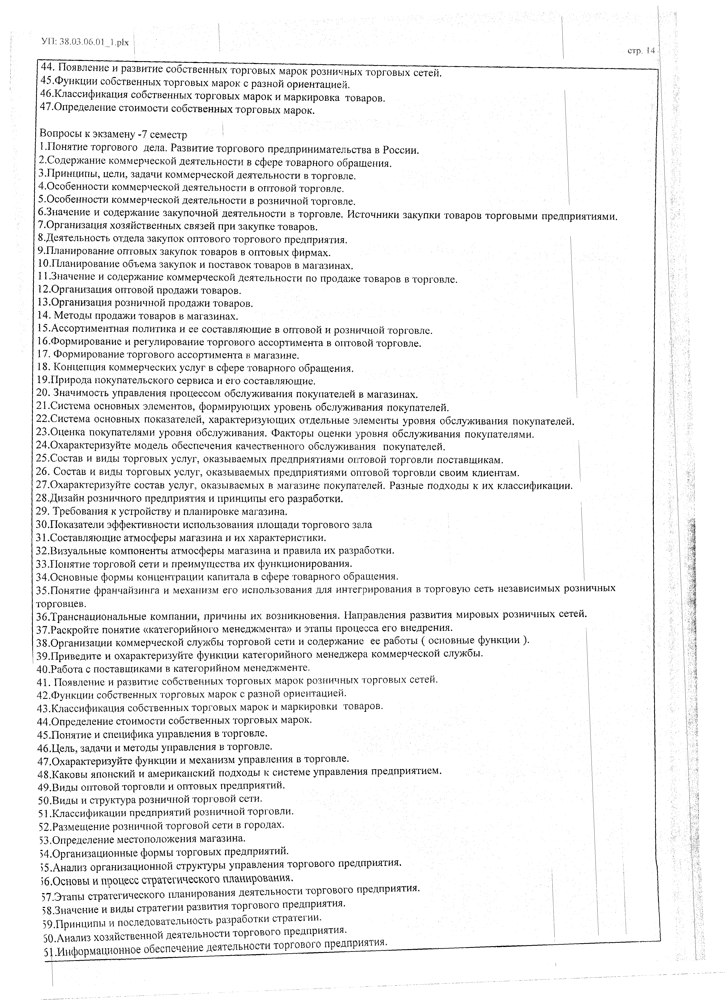 УП: 38.03.06.01_1.plx
стр. 14
44. Появление и развитие собственных торговых марок розничных торговых сетей.
45.Функции собственных торговых марок с разной ориентацией.
46.Классификация собственных торговых марок и маркировка товаров.
47.Определение стоимости собственных торговых марок.
Вопросы к экзамену -7 семестр
1.Понятие торгового дела. Развитие торгового предпринимательства в России.
2.Содержание коммерческой деятельности в сфере товарного обращения.
3.Принципы, цели, задачи коммерческой деятельности в торговле.
4.Особенности коммерческой деятельности в оптовой торговле.
5.Особенности коммерческой деятельности в розничной торговле.
6.Значение и содержание закупочной деятельности в торговле. Источники закупки товаров торговыми предприятиями.
7.Организация хозяйственных связей при закупке товаров.
8.Деятельность отдела закупок оптового торгового предприятия.
9.Планирование оптовых закупок товаров в оптовых фирмах.
10.Планирование объема закупок и поставок товаров в магазинах.
11.Значение и содержание коммерческой деятельности по продаже товаров в торговле.
12.Организация оптовой продажи товаров.
13.Организация розничной продажи товаров.
14. Методы продажи товаров в магазинах.
15.Ассортиментная политика и ее составляющие в оптовой и розничной торговле.
16.Формирование и регулирование торгового ассортимента в оптовой торговле.
17. Формирование торгового ассортимента в магазине.
18. Концепция коммерческих услуг в сфере товарного обращения.
19.Природа покупательского сервиса и его составляющие.
20. Значимость управления процессом обслуживания покупателей в магазинах.
21.Система основных элементов, формирующих уровень обслуживания покупателей.
22.Система основных показателей, характеризующих отдельные элементы уровня обслуживания покупателей.
23.Оценка покупателями уровня обслуживания. Факторы оценки уровня обслуживания покупателями.
24.Охарактеризуйте модель обеспечения качественного обслуживания покупателей.
25.Состав и виды торговых услуг, оказываемых предприятиями оптовой торговли поставщикам.
26. Состав и виды торговых услуг, оказываемых предприятиями оптовой торговли своим клиентам.
27.Охарактеризуйте состав услуг, оказываемых в магазине покупателей. Разные подходы к их классификации.
28.Дизайн розничного предприятия и принципы его разработки.
29. Требования к устройству и планировке магазина.
30.Показатели эффективности использования площади торгового зала
31.Составляющие атмосферы магазина и их характеристики.
32.Визуальные компоненты атмосферы магазина и правила их разработки.
33.Понятие торговой сети и преимущества их функционирования.
34.Основные формы концентрации капитала в сфере товарного обращения.
35.Понятие франчайзинга и механизм его использования для интегрирования в торговую сеть независимых розничных
торговцев.
36.Транснациональные компании, причины их возникновения. Направления развития мировых розничных сетей.
37.Раскройте понятие «категорийного менеджмента» и этапы процесса его внедрения.
38.Организации коммерческой службы торговой сети и содержание ее работы ( основные функции ).
39.Приведите и охарактеризуйте функции категорийного менеджера коммерческой службы.
40.Работа с поставщиками в категорийном менеджменте.
41. Появление и развитие собственных торговых марок розничных торговых сетей.
42.Функции собственных торговых марок с разной ориентацией.
43.Классификация собственных торговых марок и маркировки товаров.
44.Определение стоимости собственных торговых марок.
45.Понятие и специфика управления в торговле.
46.Цель, задачи и методы управления в торговле.
47.Охарактеризуйте функции и механизм управления в торговле.
48.Каковы японский и американский подходы к системе управления предприятием.
49.Виды оптовой торговли и оптовых предприятий.
50.Виды и структура розничной торговой сети.
51.Классификации предприятий розничной торговли.
52.Размещение розничной торговой сети в городах.
53.Определение местоположения магазина.
54.Организационные формы торговых предприятий.
55.Анализ организационной структуры управления торгового предприятия.
56.Основы и процесс стратегического планирования.
57.Этапы стратегического планирования деятельности торгового предприятия.
58.Значение и виды стратегии развития торгового предприятия.
59.Принципы и последовательность разработки стратегии.
60.Анализ хозяйственной деятельности торгового предприятия.
61.Информационное обеспечение деятельности торгового предприятия.